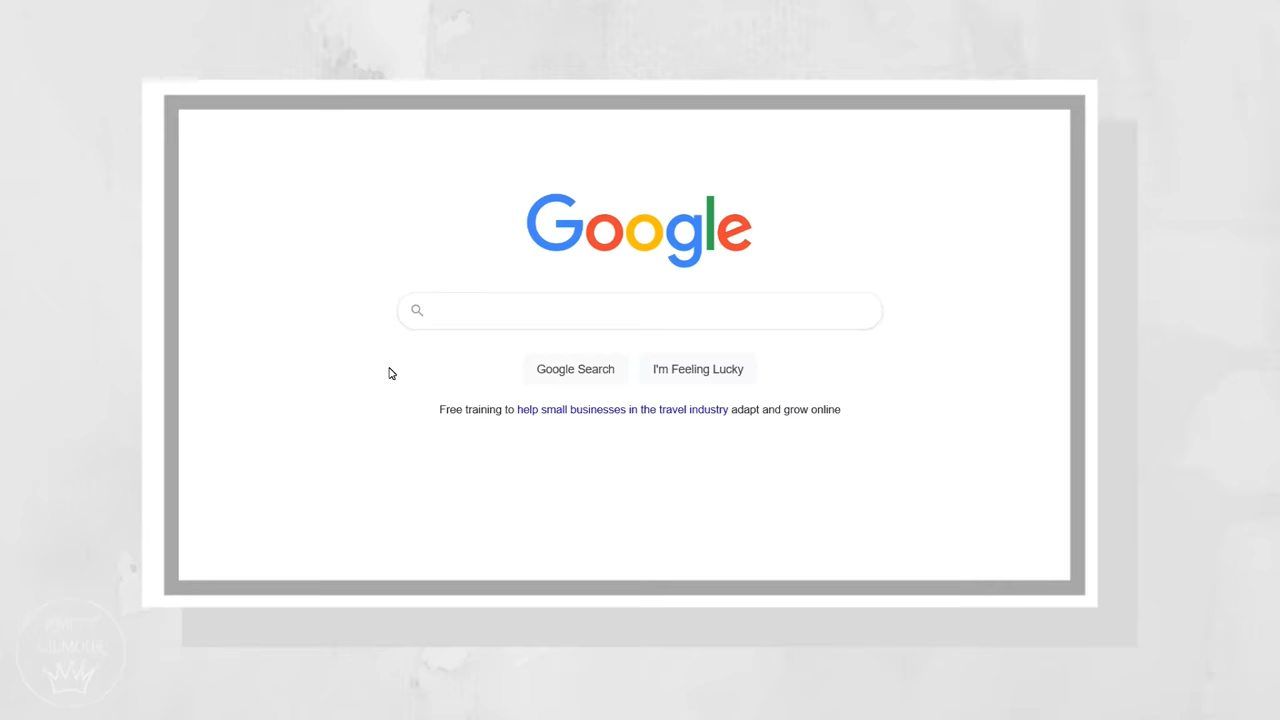 Google
Google Search
I'm Feeling Lucky
Free training to help small businesses in the travel industry adapt and grow online